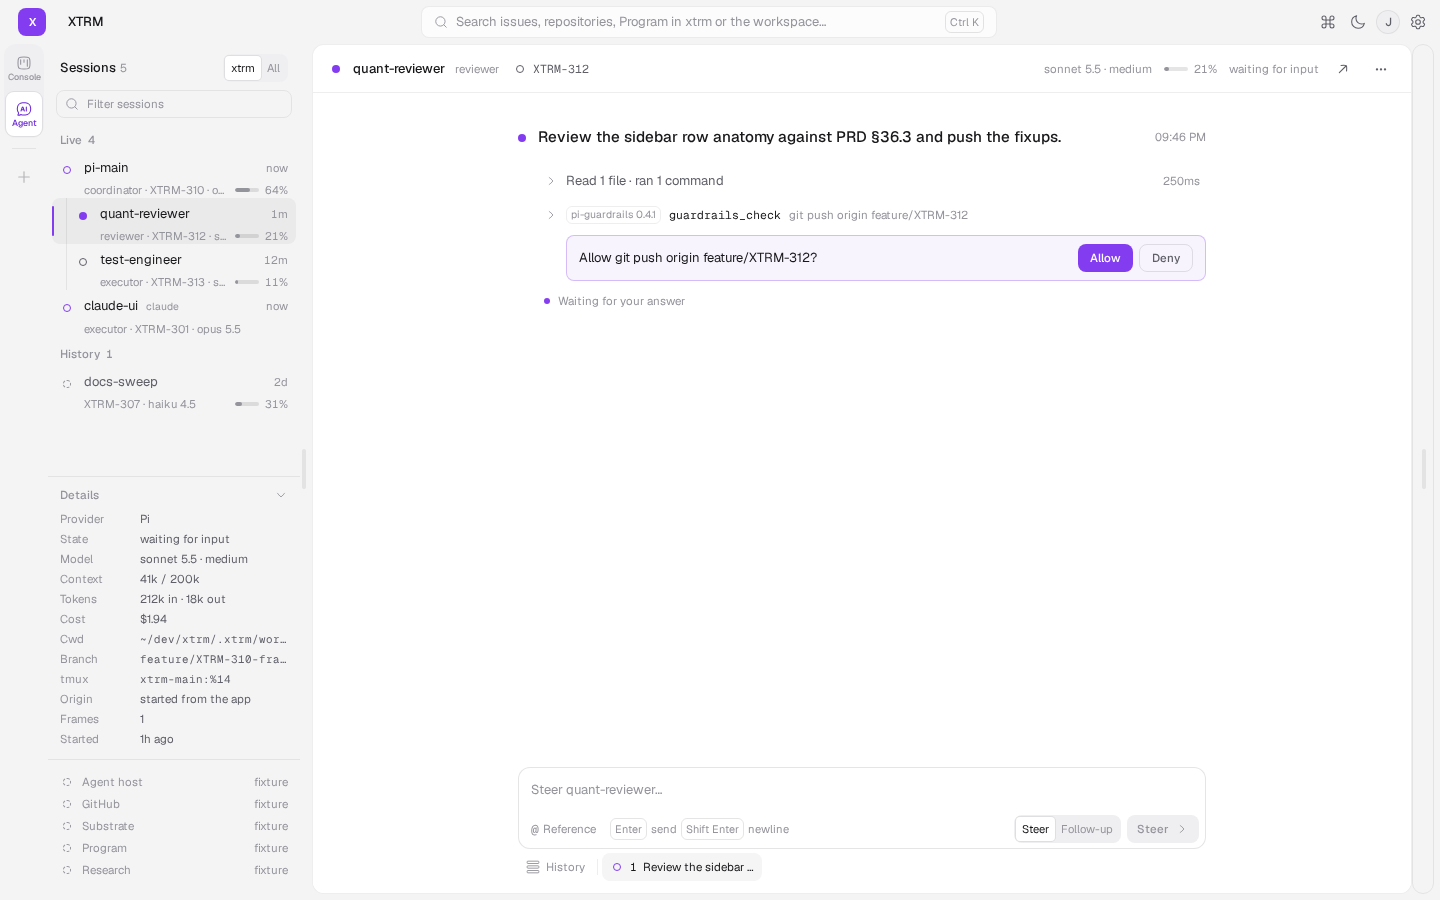 X XTRM
Search issues, repositories, Program in xtrm or the workspace... Ctrl K
J
Console
AI
Agent
Sessions 5 xtrm All
Filter sessions
Live 4
pi-main now
coordinator · XTRM-310 · o... 64%
quant-reviewer 1m
reviewer · XTRM-312 · s... 21%
test-engineer 12m
executor · XTRM-313 · s... 11%
claude-ui claude now
executor · XTRM-301 · opus 5.5
History 1
docs-sweep 2d
XTRM-307 · haiku 4.5 31%
Details
Provider Pi
State waiting for input
Model sonnet 5.5 · medium
Context 41k / 200k
Tokens 212k in · 18k out
Cost $1.94
Cwd ~/dev/xtrm/.xtrm/wor...
Branch feature/XTRM-310-fra...
tmux xtrm-main:%14
Origin started from the app
Frames 1
Started 1h ago
Agent host fixture
GitHub fixture
Substrate fixture
Program fixture
Research fixture
quant-reviewer reviewer XTRM-312 sonnet 5.5 · medium 21% waiting for input
Review the sidebar row anatomy against PRD §36.3 and push the fixups. 09:46 PM
Read 1 file · ran 1 command 250ms
pi-guardrails 0.4.1 guardrails_check git push origin feature/XTRM-312
Allow git push origin feature/XTRM-312? Allow Deny
Waiting for your answer
Steer quant-reviewer...
@ Reference Enter send Shift Enter newline Steer Follow-up Steer
History 1 Review the sidebar ...